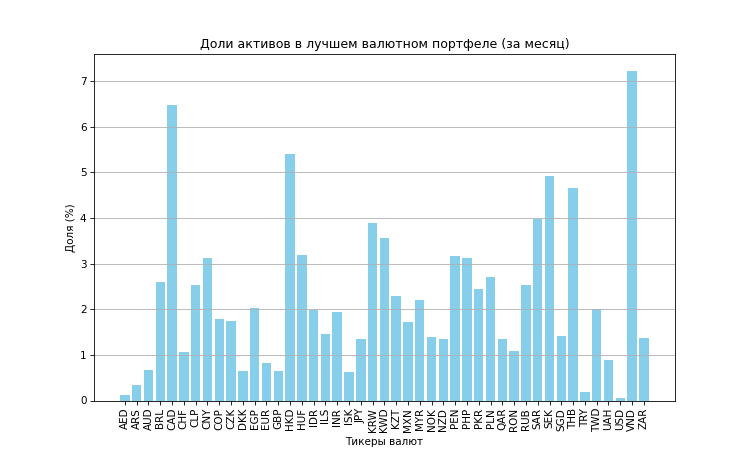 Доли активов в лучшем валютном портфеле (за месяц)
Доля (%)
7
6
5
4
3
2
1
0
AED
ARS
AUD
BRL
CAD
CHF
CLP
CNY
COP
CZK
DKK
EGP
EUR
GBP
HKD
HUF
IDR
ILS
INR
ISK
JPY
KRW
KWD
KZT
MXN
MYR
NOK
NZD
PEN
PHP
PKR
PLN
QAR
RON
RUB
SAR
SEK
SGD
THB
TRY
TWD
UAH
USD
VND
ZAR
Тикеры валют